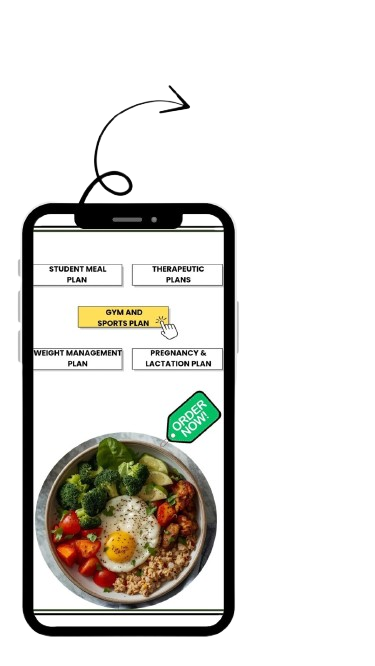 STUDENT MEAL
PLAN
THERAPEUTIC
PLANS
GYM AND
SPORTS PLAN
WEIGHT MANAGEMENT
PLAN
PREGNANCY &
LACTATION PLAN
ORDER
NOW!